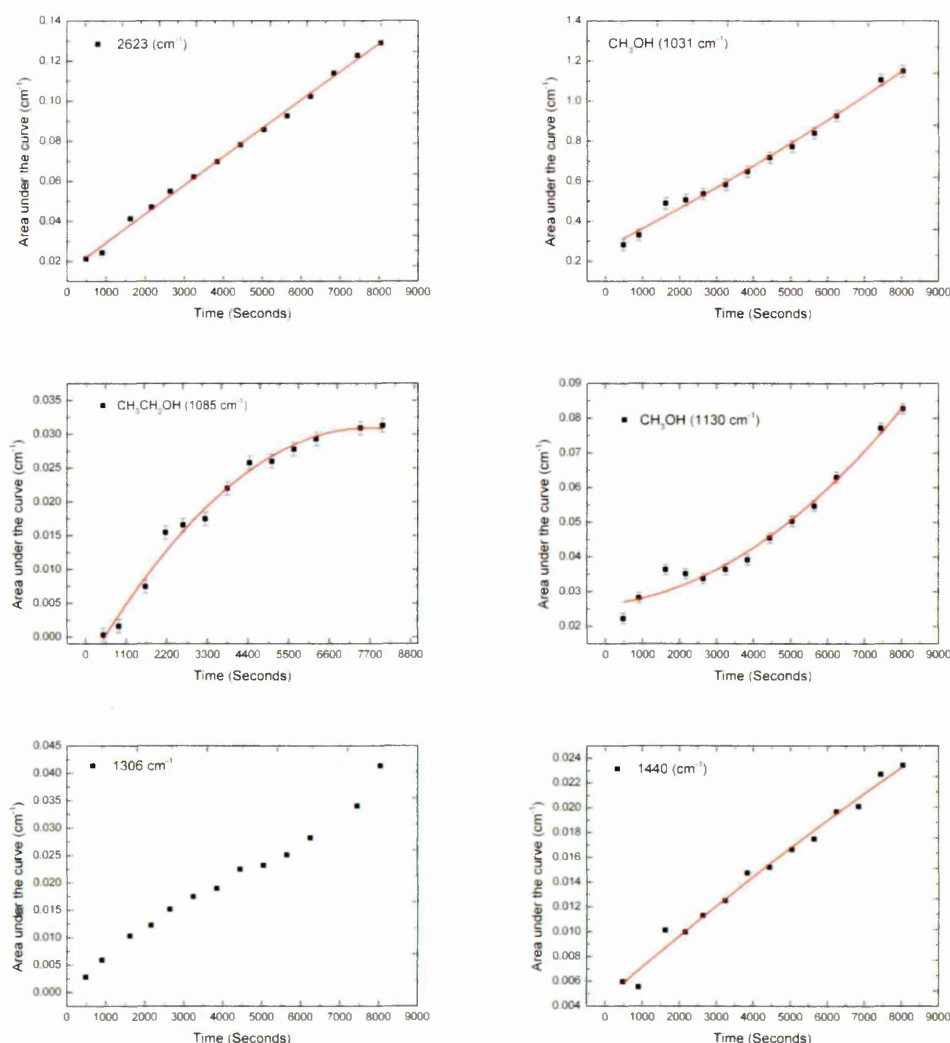 2623 (cm⁻¹)
Area under the curve (cm⁻¹)
0.14
0.12
0.10
0.08
0.06
0.04
0.02
0 1000 2000 3000 4000 5000 6000 7000 8000 9000
Time (Seconds)
CH₃OH (1031 cm⁻¹)
Area under the curve (cm⁻¹)
1.4
1.2
1.0
0.8
0.6
0.4
0.2
0 1000 2000 3000 4000 5000 6000 7000 8000 9000
Time (Seconds)
CH₃CH₂OH (1085 cm⁻¹)
Area under the curve (cm⁻¹)
0.035
0.030
0.025
0.020
0.015
0.010
0.005
0.000
0 1100 2200 3300 4400 5500 6600 7700 8800
Time (Seconds)
CH₃OH (1130 cm⁻¹)
Area under the curve (cm⁻¹)
0.09
0.08
0.07
0.06
0.05
0.04
0.03
0.02
0 1000 2000 3000 4000 5000 6000 7000 8000 9000
Time (Seconds)
1306 cm⁻¹
Area under the curve (cm⁻¹)
0.045
0.040
0.035
0.030
0.025
0.020
0.015
0.010
0.005
0.000
0 1000 2000 3000 4000 5000 6000 7000 8000 9000
Time (Seconds)
1440 (cm⁻¹)
Area under the curve (cm⁻¹)
0.024
0.022
0.020
0.018
0.016
0.014
0.012
0.010
0.008
0.006
0.004
0 1000 2000 3000 4000 5000 6000 7000 8000 9000
Time (Seconds)